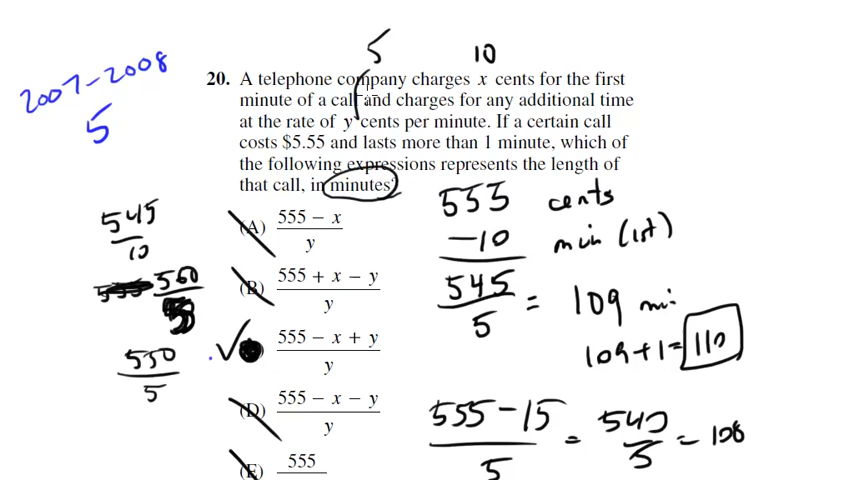 5 10
2007-2008
5
20. A telephone company charges x cents for the first
minute of a call and charges for any additional time
at the rate of y cents per minute. If a certain call
costs $5.55 and lasts more than 1 minute, which of
the following expressions represents the length of
that call, in minutes?
(A) 555 − x / y
(B) 555 + x − y / y
555 − x + y / y
(D) 555 − x − y / y
(E) 555
545 / 10
560 / 5
550 / 5
555 cents
−10 min (1st)
545 / 5 = 109 min
109+1=110
555 − 15 / 5 = 540 / 5 = 108